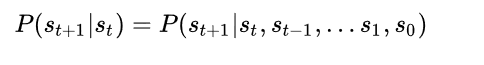 P(s_{t+1}|s_t) = P(s_{t+1}|s_t, s_{t−1}, … s_1, s_0)